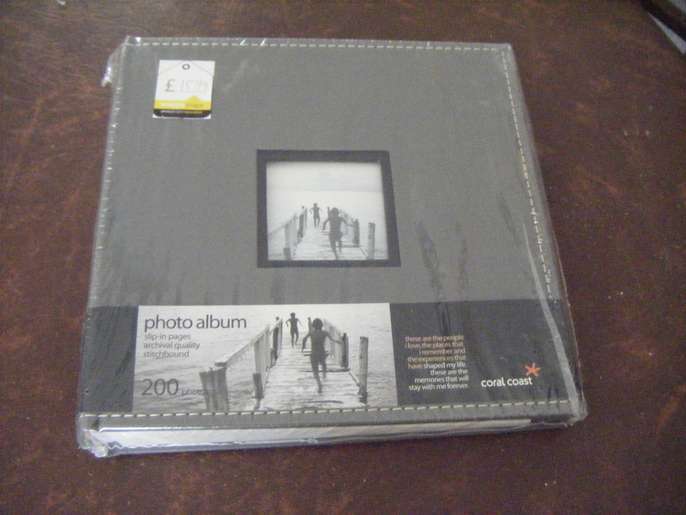 £
photo album
slip-in pages
archival quality
stitchbound
200
these are the people
i love, the places that
i remember and
the experiences that
have shaped my life.
these are the
memories that will
stay with me forever.
coral coast